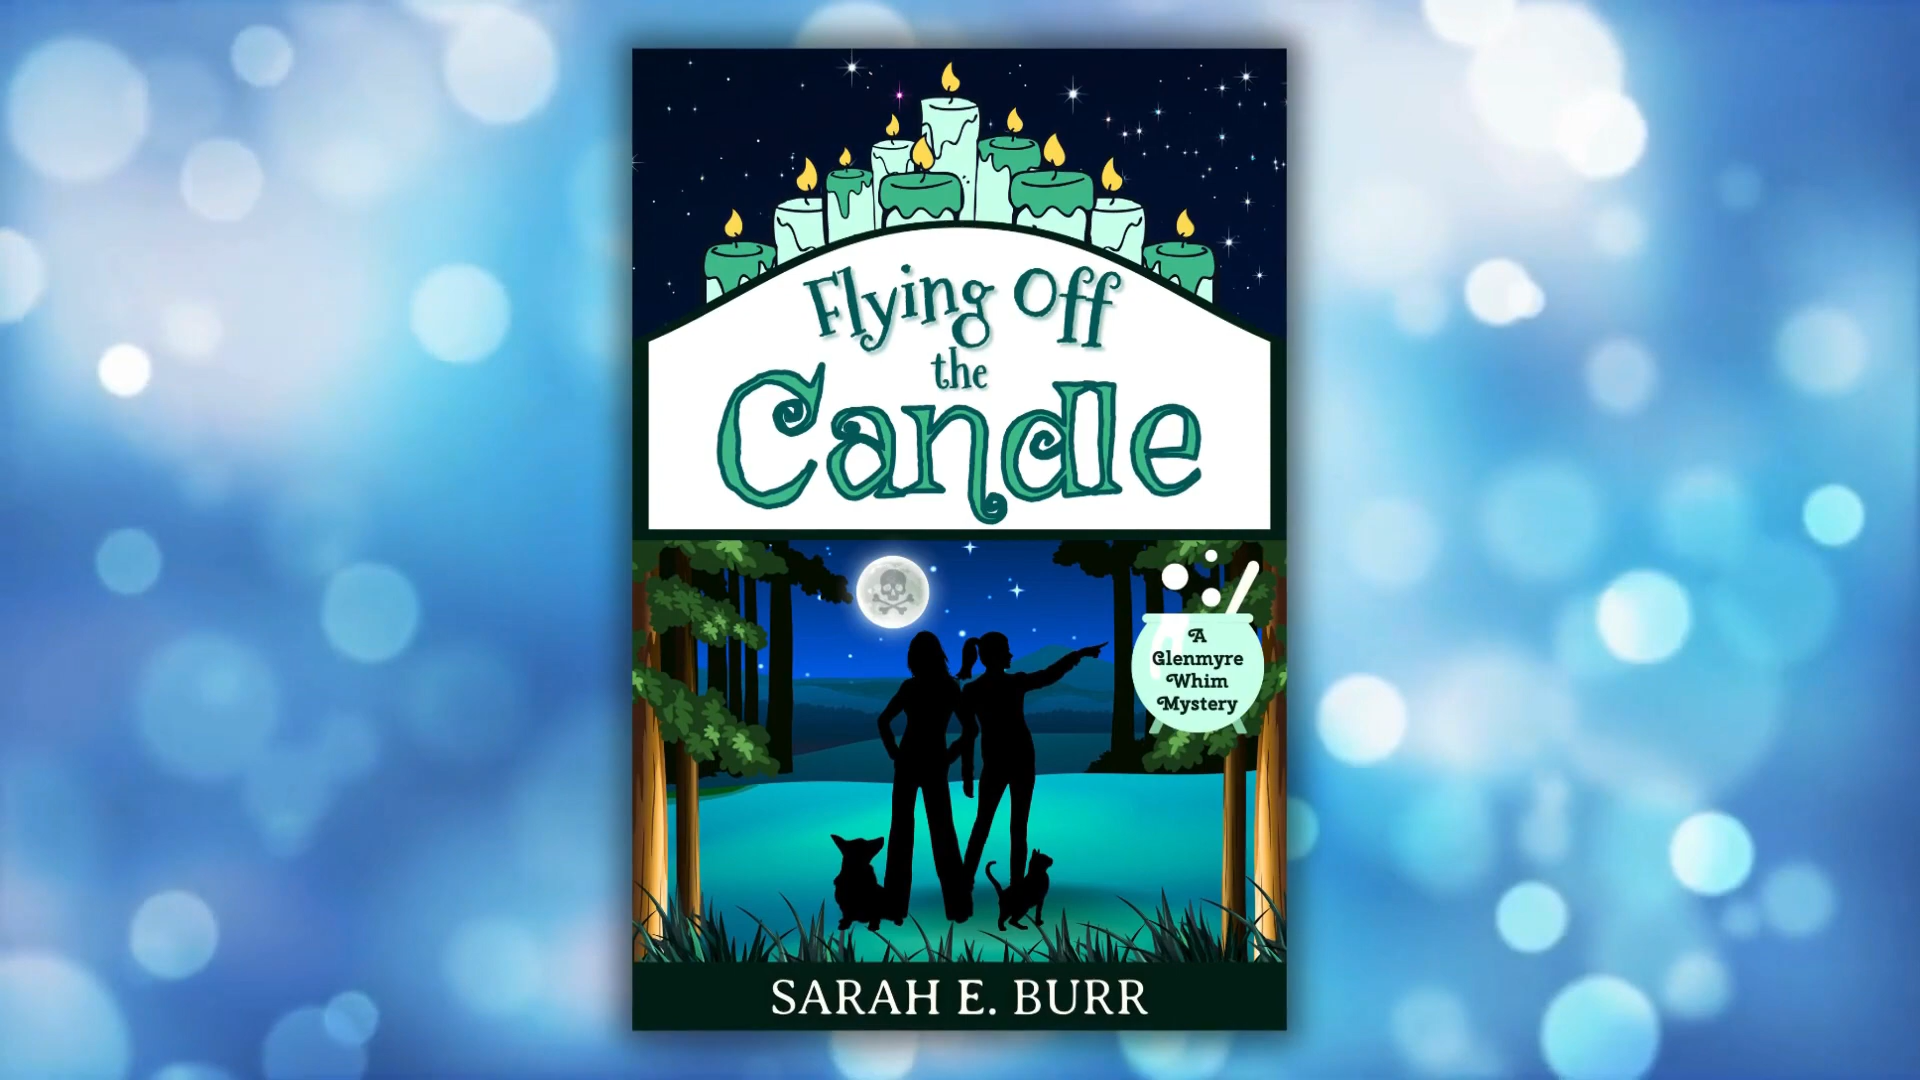 Flying Off
the
Candle
A
Glenmyre
Whim
Mystery
SARAH E. BURR